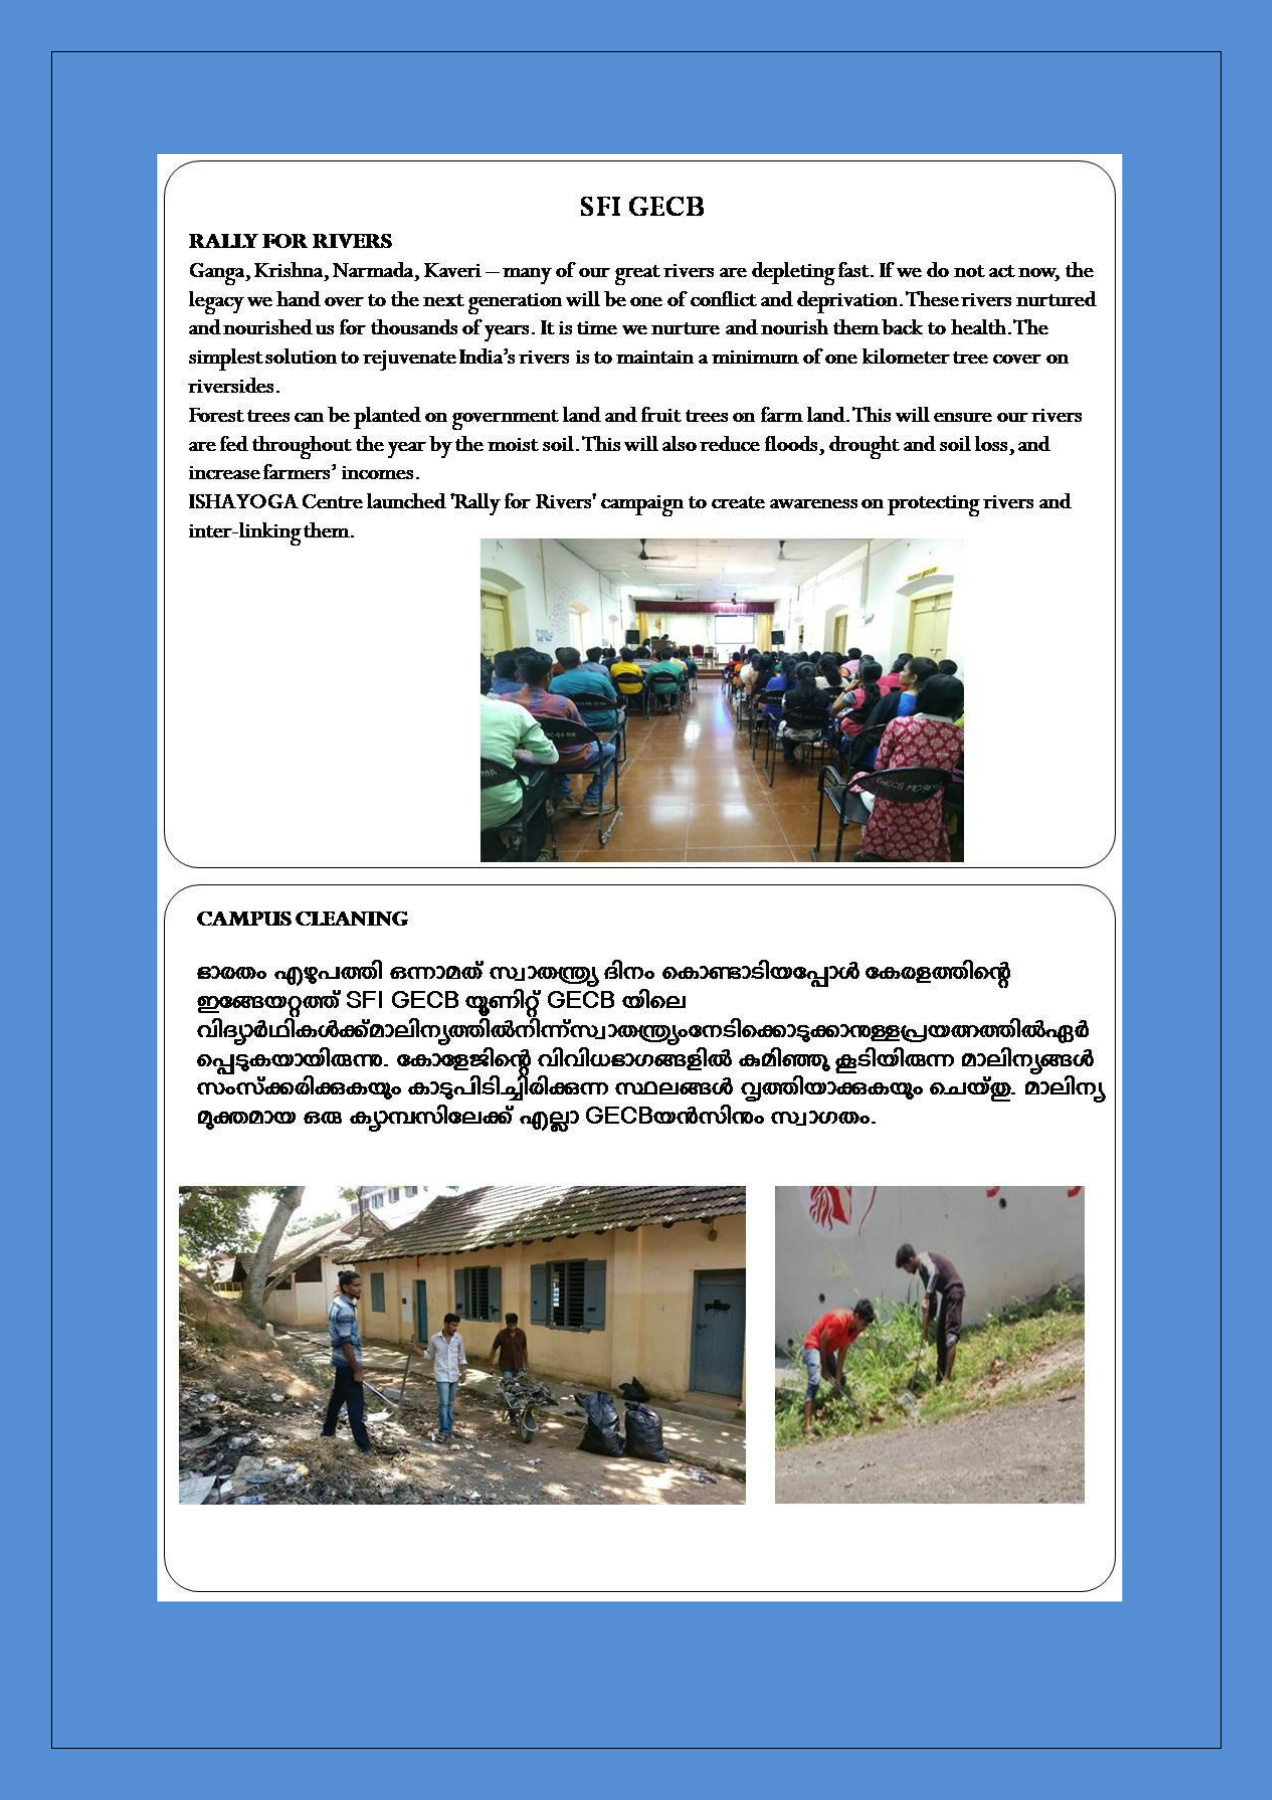 SFI GECB
RALLY FOR RIVERS
Ganga, Krishna, Narmada, Kaveri – many of our great rivers are depleting fast. If we do not act now, the
legacy we hand over to the next generation will be one of conflict and deprivation. These rivers nurtured
and nourished us for thousands of years. It is time we nurture and nourish them back to health. The
simplest solution to rejuvenate India's rivers is to maintain a minimum of one kilometer tree cover on
riversides.
Forest trees can be planted on government land and fruit trees on farm land. This will ensure our rivers
are fed throughout the year by the moist soil. This will also reduce floods, drought and soil loss, and
increase farmers' incomes.
ISHAYOGA Centre launched 'Rally for Rivers' campaign to create awareness on protecting rivers and
inter-linking them.
CAMPUS CLEANING
ഭാരതം എഴുപത്തി ഒന്നാമത് സ്വാതന്ത്ര്യ ദിനം കൊണ്ടാടിയപ്പോൾ കേരളത്തിന്റെ
ഇങ്ങേയറ്റത്ത് SFI GECB യൂണിറ്റ് GECB യിലെ
വിദ്യാർഥികൾക്ക്മാലിന്യത്തിൽനിന്ന്സ്വാതന്ത്ര്യംനേടിക്കൊടുക്കാനുള്ളപ്രയത്നത്തിൽഏർ
പ്പെടുകയായിരുന്നു. കോളേജിന്റെ വിവിധഭാഗങ്ങളിൽ കുമിഞ്ഞു കൂടിയിരുന്ന മാലിന്യങ്ങൾ
സംസ്ക്കരിക്കുകയും കാടുപിടിച്ചിരിക്കുന്ന സ്ഥലങ്ങൾ വൃത്തിയാക്കുകയും ചെയ്തു. മാലിന്യ
മുക്തമായ ഒരു ക്യാമ്പസിലേക്ക് എല്ലാ GECBയൻസിനും സ്വാഗതം.